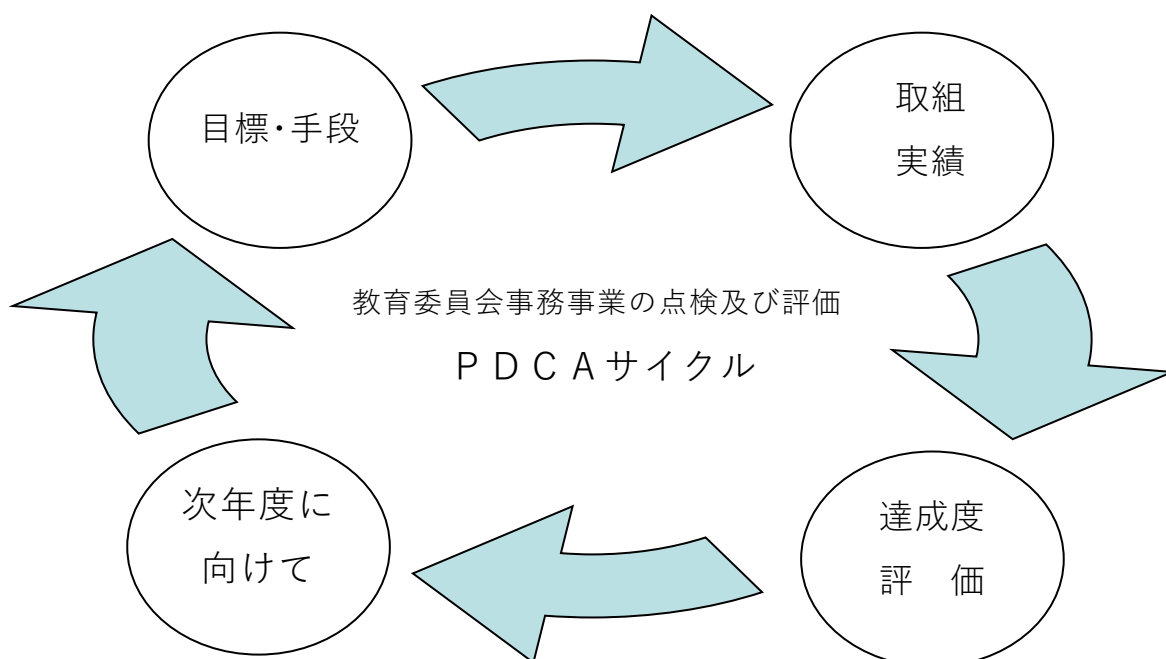 目標・手段
取組
実績
教育委員会事務事業の点検及び評価
ＰＤＣＡサイクル
次年度に
向けて
達成度
評　価